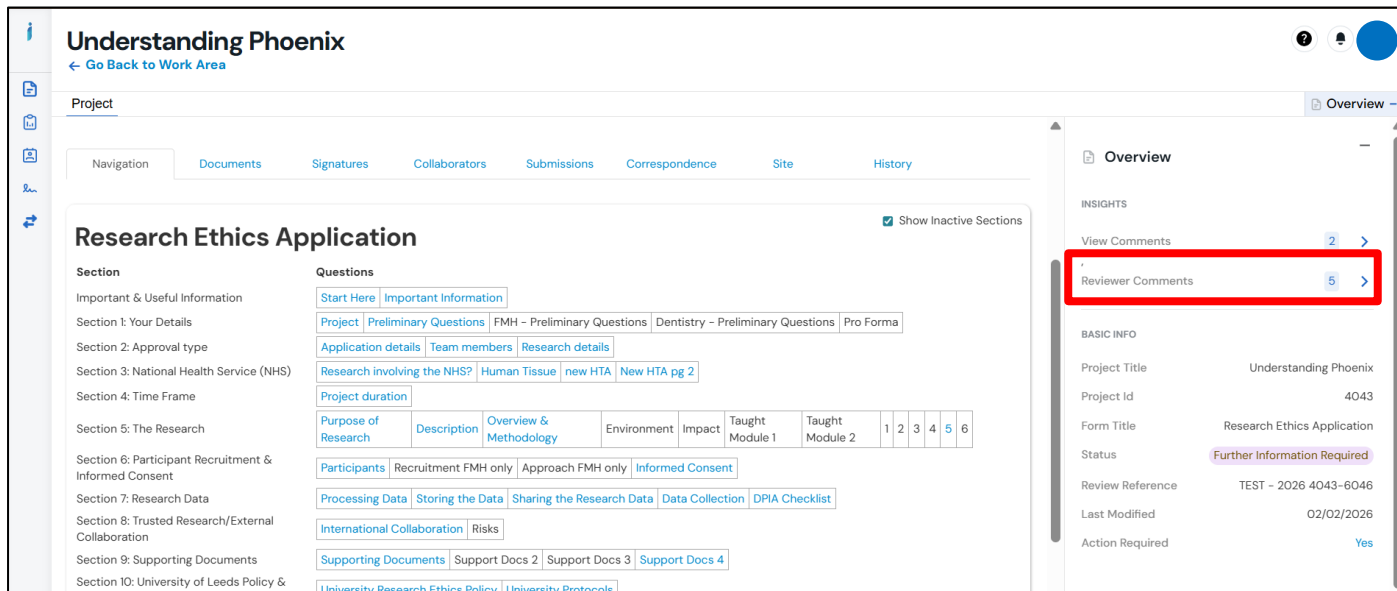 Understanding Phoenix
← Go Back to Work Area
Project
Overview –
Navigation Documents Signatures Collaborators Submissions Correspondence Site History
Show Inactive Sections
Research Ethics Application
Section Questions
Important & Useful Information Start Here Important Information
Section 1: Your Details Project Preliminary Questions FMH – Preliminary Questions Dentistry – Preliminary Questions Pro Forma
Section 2: Approval type Application details Team members Research details
Section 3: National Health Service (NHS) Research involving the NHS? Human Tissue new HTA New HTA pg 2
Section 4: Time Frame Project duration
Section 5: The Research Purpose of Research Description Overview & Methodology Environment Impact Taught Module 1 Taught Module 2 1 2 3 4 5 6
Section 6: Participant Recruitment &
Informed Consent Participants Recruitment FMH only Approach FMH only Informed Consent
Section 7: Research Data Processing Data Storing the Data Sharing the Research Data Data Collection DPIA Checklist
Section 8: Trusted Research/External
Collaboration International Collaboration Risks
Section 9: Supporting Documents Supporting Documents Support Docs 2 Support Docs 3 Support Docs 4
Section 10: University of Leeds Policy &
University Research Ethics Policy University Protocols
Overview
INSIGHTS
View Comments 2
Reviewer Comments 5
BASIC INFO
Project Title Understanding Phoenix
Project Id 4043
Form Title Research Ethics Application
Status Further Information Required
Review Reference TEST - 2026 4043-6046
Last Modified 02/02/2026
Action Required Yes